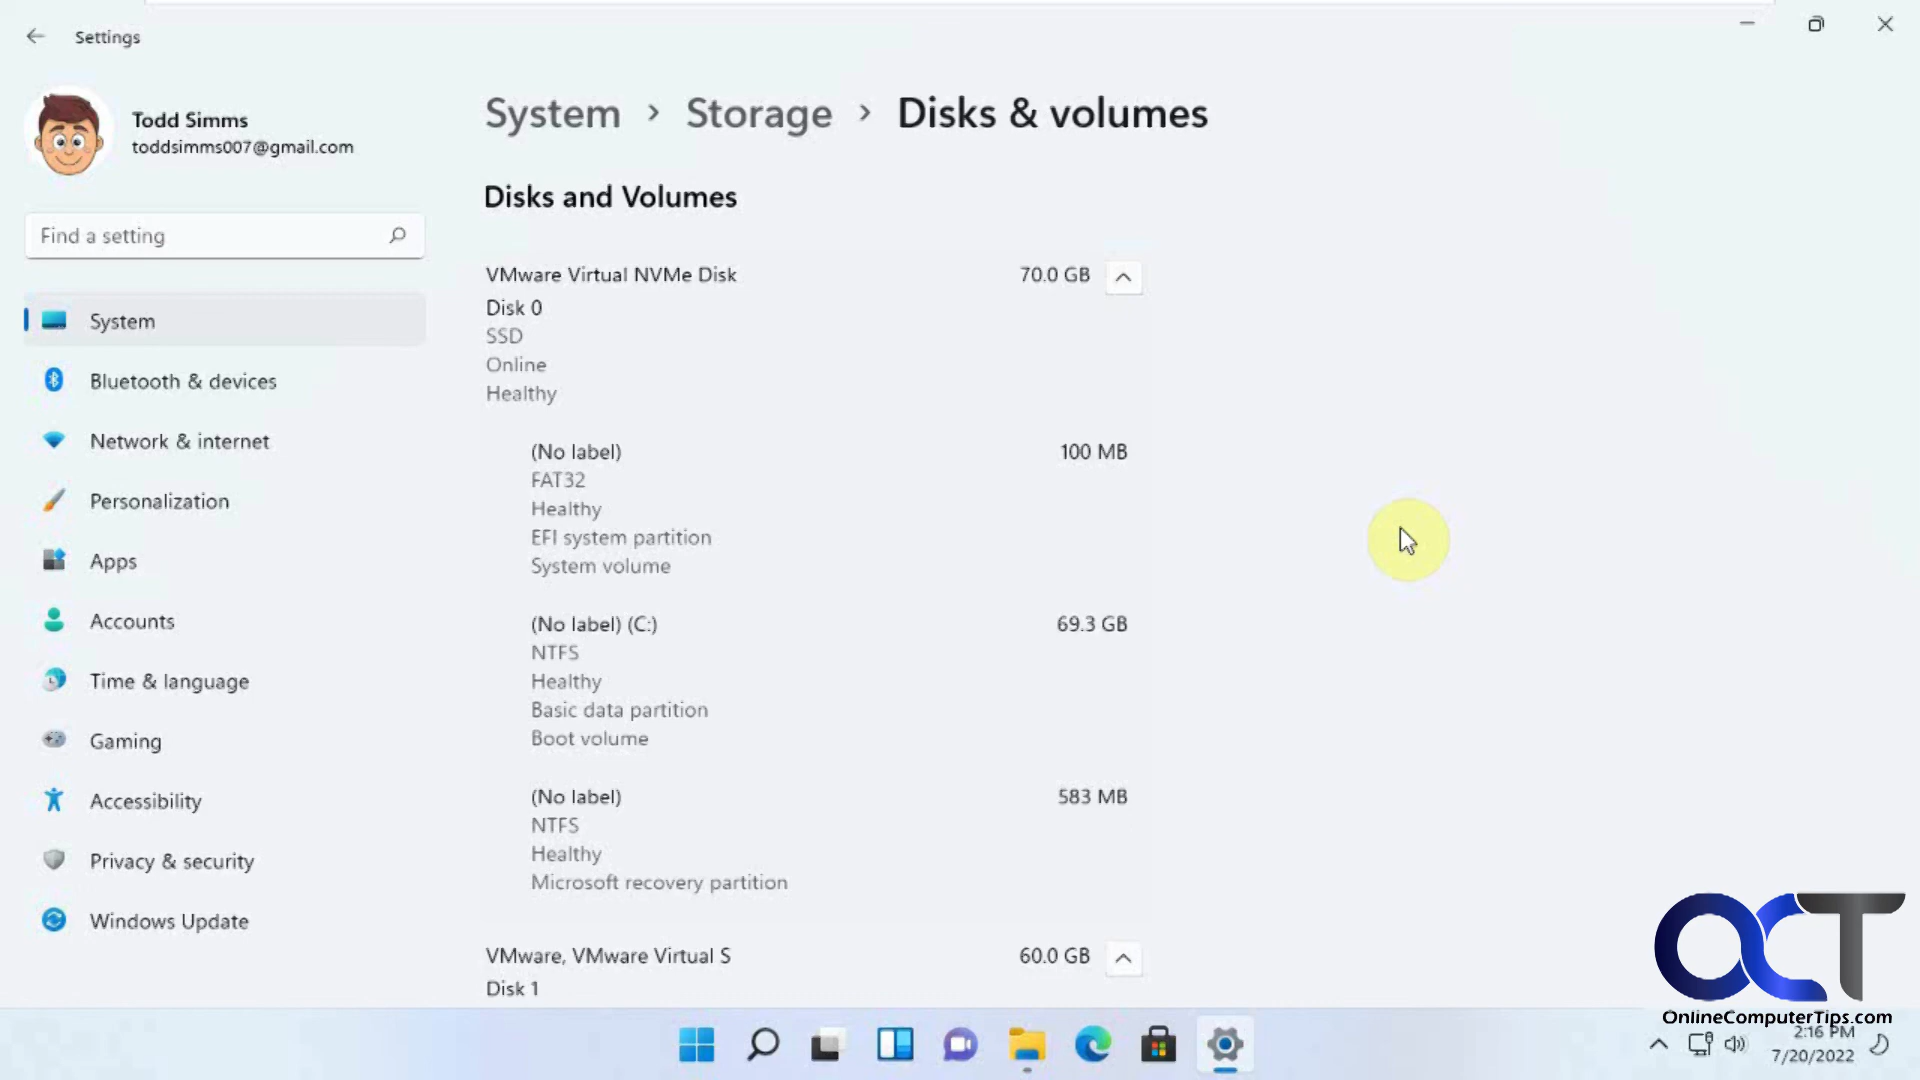 Settings
Todd Simms
toddsimms007@gmail.com
Find a setting
System
Bluetooth & devices
Network & internet
Personalization
Apps
Accounts
Time & language
Gaming
Accessibility
Privacy & security
Windows Update
System > Storage > Disks & volumes
Disks and Volumes
VMware Virtual NVMe Disk 70.0 GB
Disk 0
SSD
Online
Healthy
(No label) 100 MB
FAT32
Healthy
EFI system partition
System volume
(No label) (C:) 69.3 GB
NTFS
Healthy
Basic data partition
Boot volume
(No label) 583 MB
NTFS
Healthy
Microsoft recovery partition
VMware, VMware Virtual S 60.0 GB
Disk 1
OCT
OnlineComputerTips.com
2:16 PM
7/20/2022